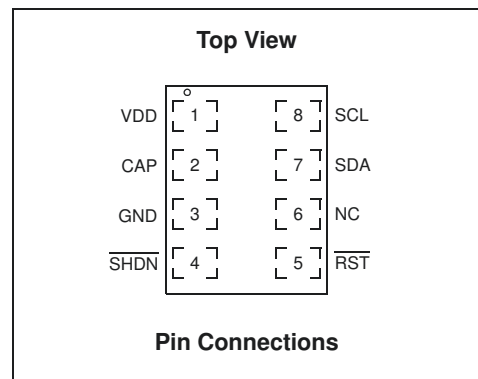 Top View
VDD 1 8 SCL
CAP 2 7 SDA
GND 3 6 NC
SHDN 4 5 RST
Pin Connections